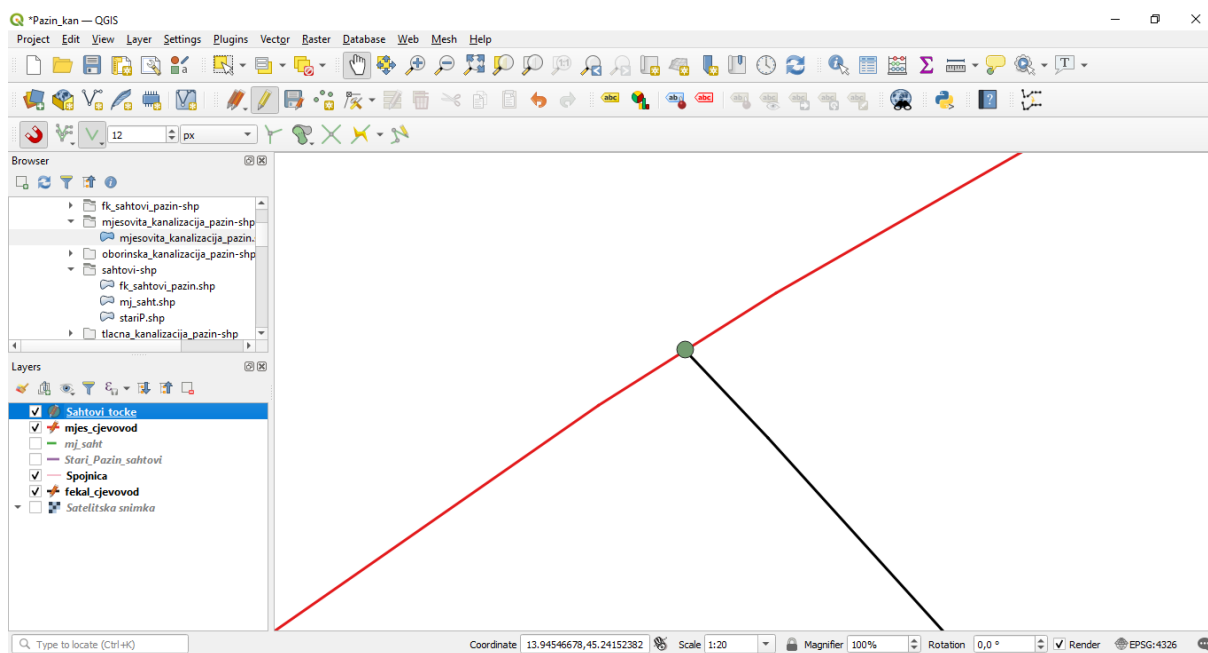 *Pazin_kan — QGIS
Project Edit View Layer Settings Plugins Vector Raster Database Web Mesh Help
abc abc abc
12 px
Browser
fk_sahtovi_pazin-shp
mjesovita_kanalizacija_pazin-shp
mjesovita_kanalizacija_pazin.
oborinska_kanalizacija_pazin-shp
sahtovi-shp
fk_sahtovi_pazin.shp
mj_saht.shp
stariP.shp
tlacna_kanalizacija_pazin-shp
Layers
Sahtovi_tocke
mjes_cjevovod
mj_saht
Stari_Pazin_sahtovi
Spojnica
fekal_cjevovod
Satelitska snimka
Type to locate (Ctrl+K) Coordinate 13.94546678,45.24152382 Scale 1:20 Magnifier 100% Rotation 0,0 ° Render EPSG:4326